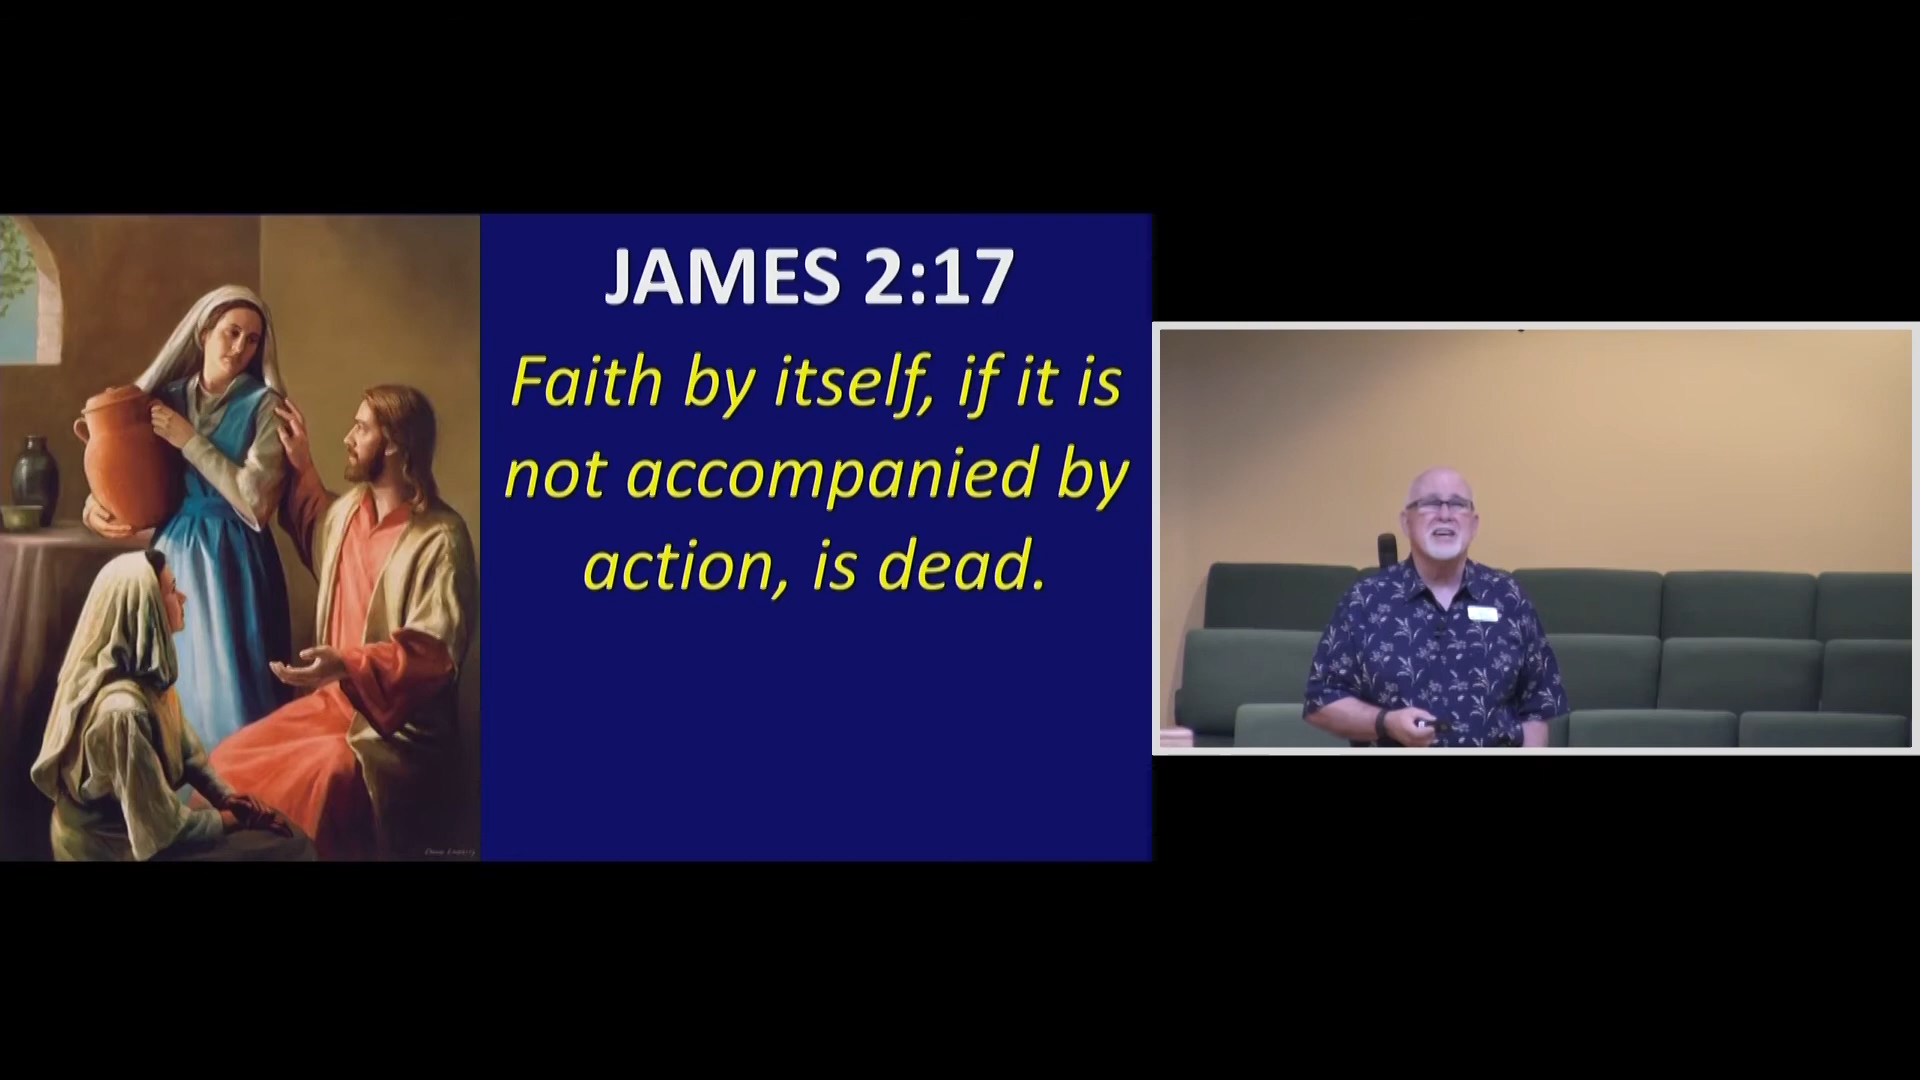 JAMES 2:17
Faith by itself, if it is
not accompanied by
action, is dead.